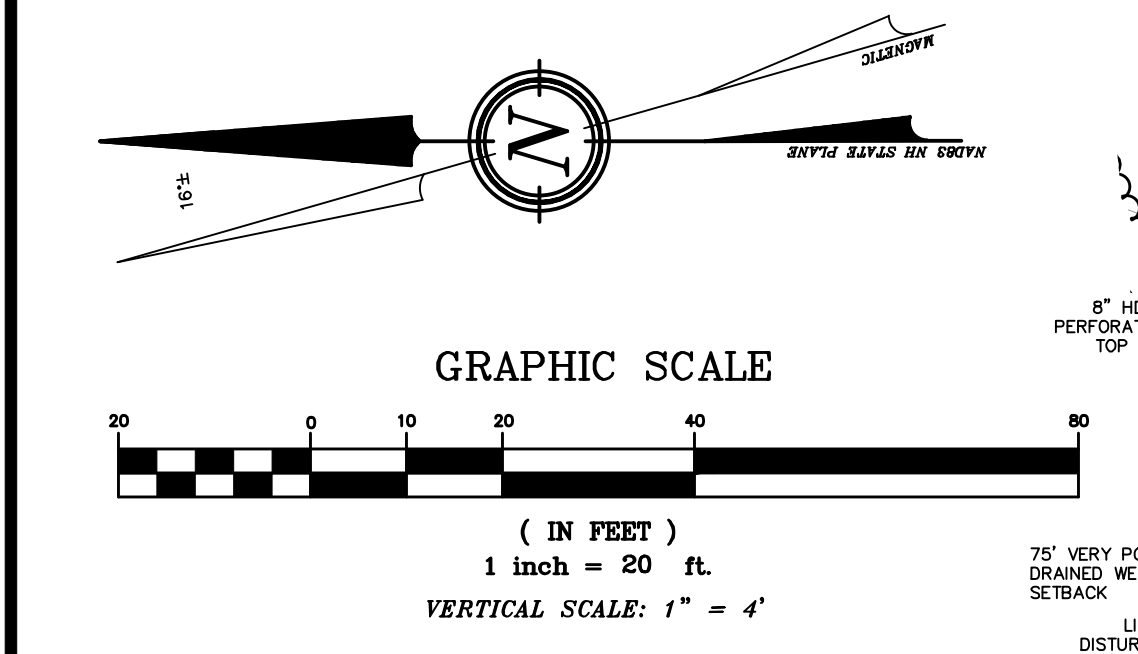 MAGNETIC
N
NAD83 NH STATE PLANE
16°±
8" HD
PERFORAT
TOP
GRAPHIC SCALE
20 0 10 20 40 80
( IN FEET )
1 inch = 20 ft.
VERTICAL SCALE: 1" = 4'
75' VERY PO
DRAINED WE
SETBACK
LI
DISTUR